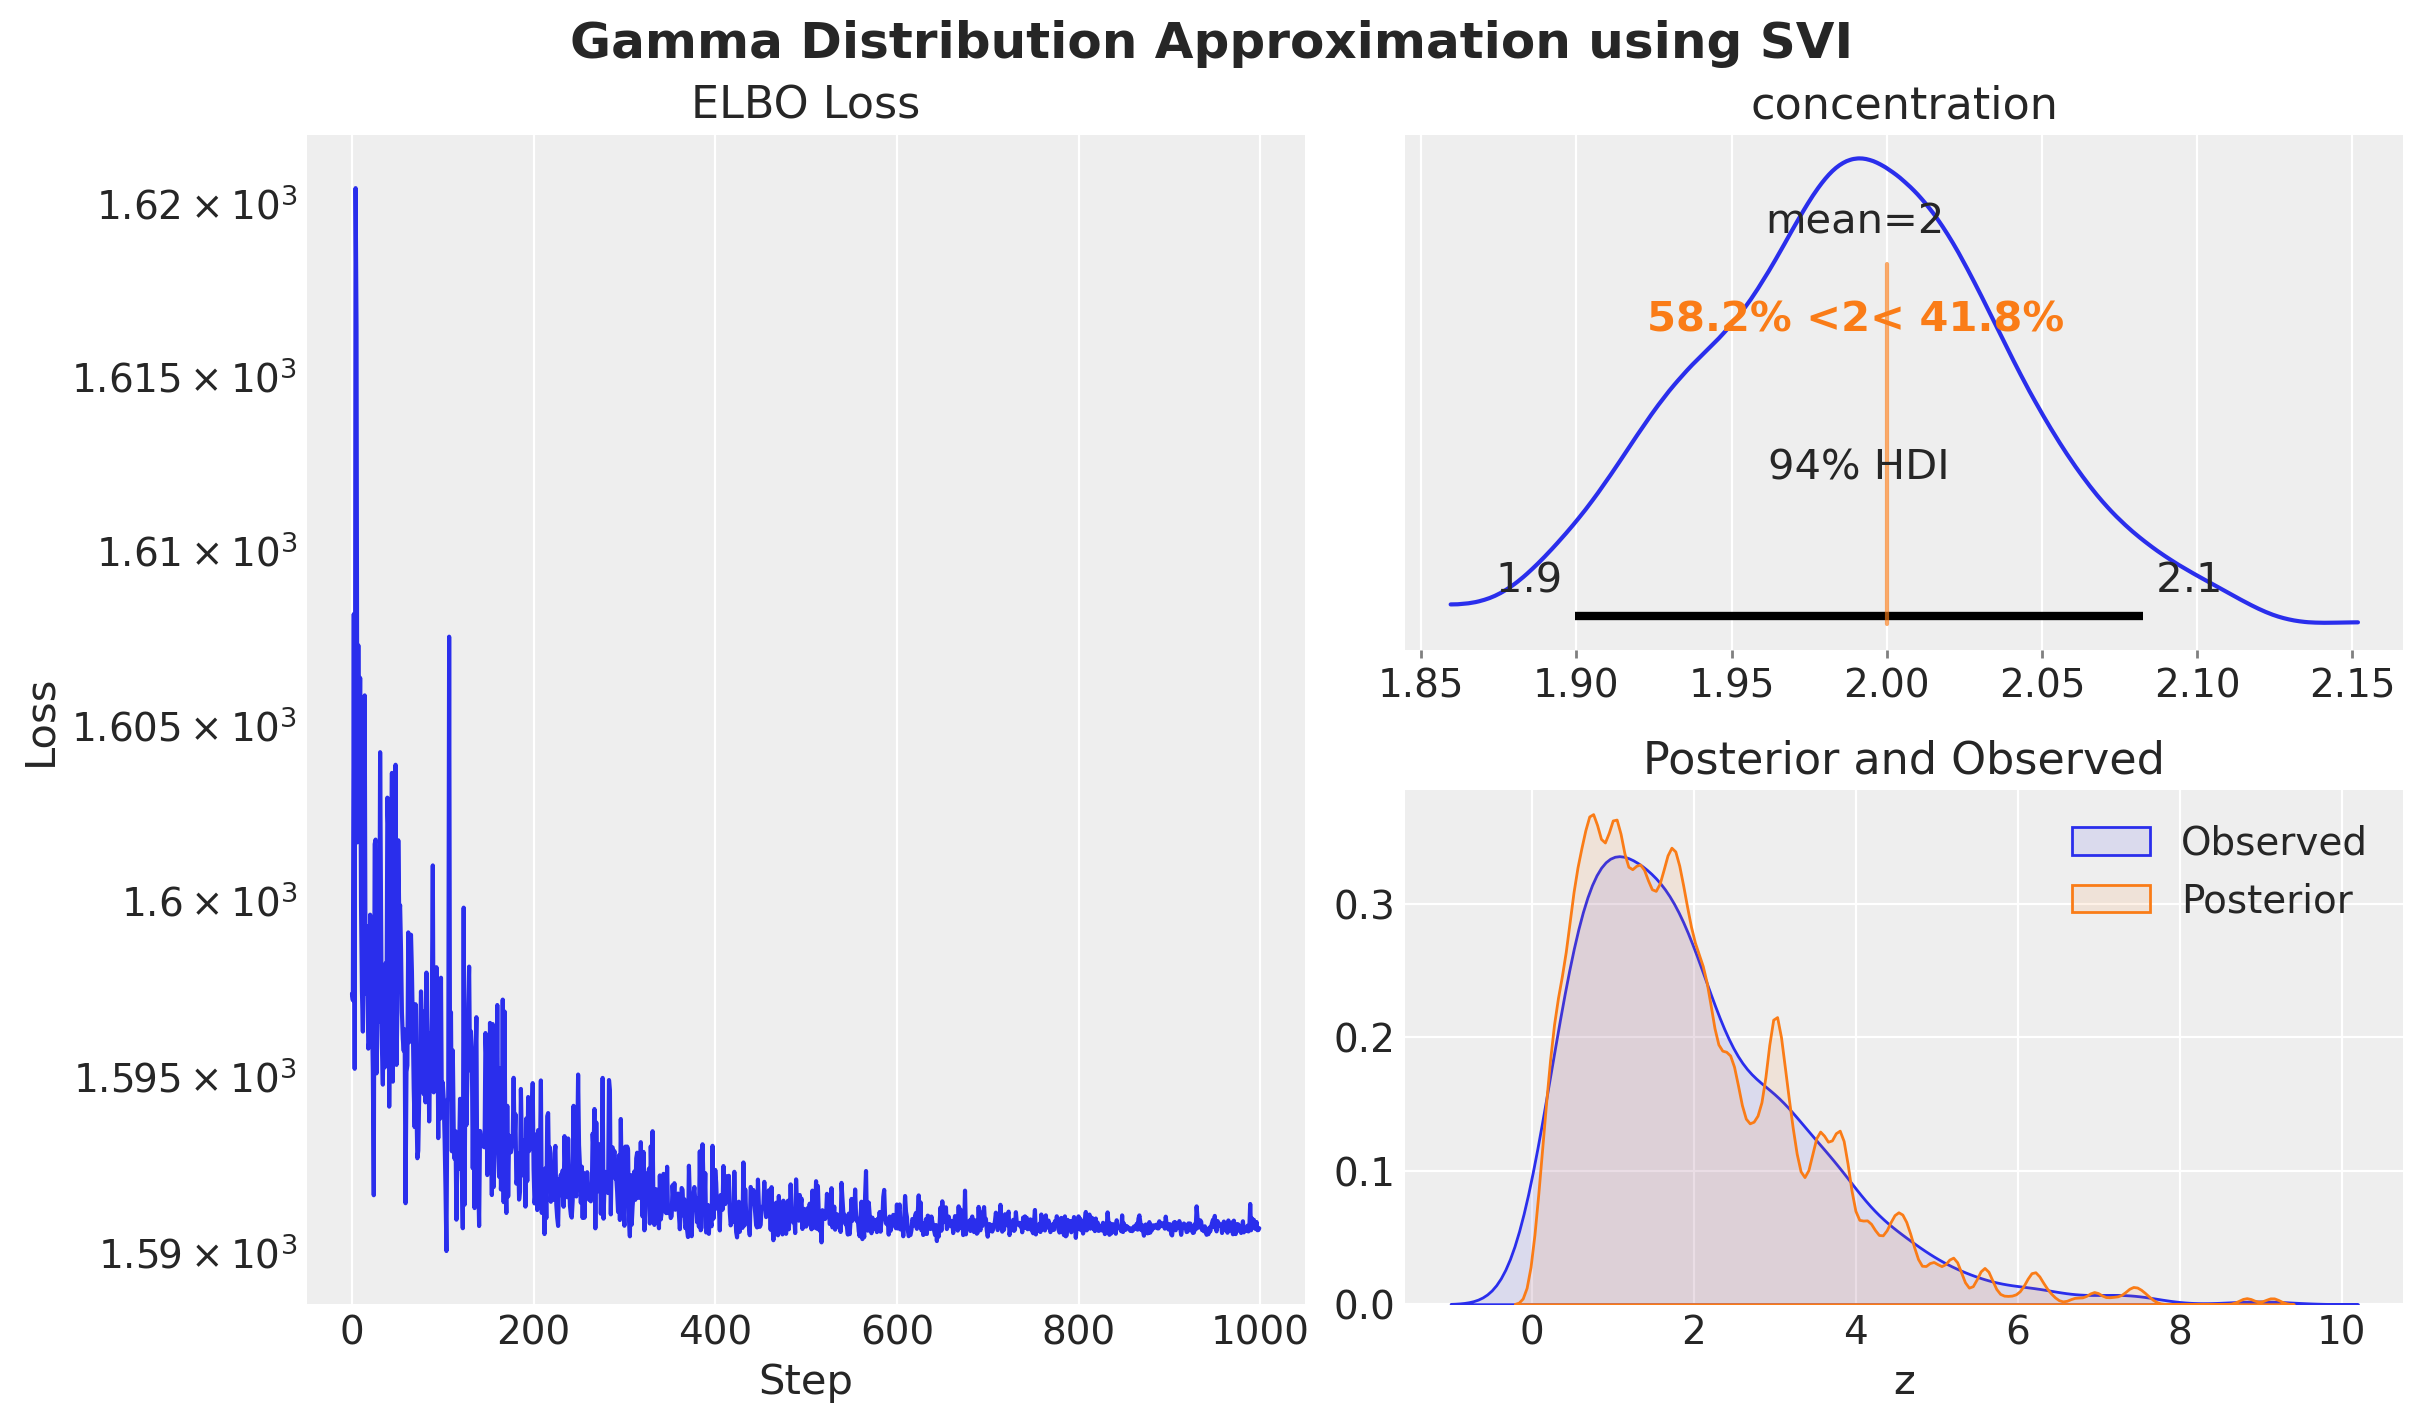 Gamma Distribution Approximation using SVI
ELBO Loss
1.62 × 10³
1.615 × 10³
1.61 × 10³
1.605 × 10³
1.6 × 10³
1.595 × 10³
1.59 × 10³
Loss
0 200 400 600 800 1000
Step
concentration
mean=2
58.2% <2< 41.8%
94% HDI
1.9 2.1
1.85 1.90 1.95 2.00 2.05 2.10 2.15
Posterior and Observed
Observed
Posterior
0.3
0.2
0.1
0.0
0 2 4 6 8 10
z